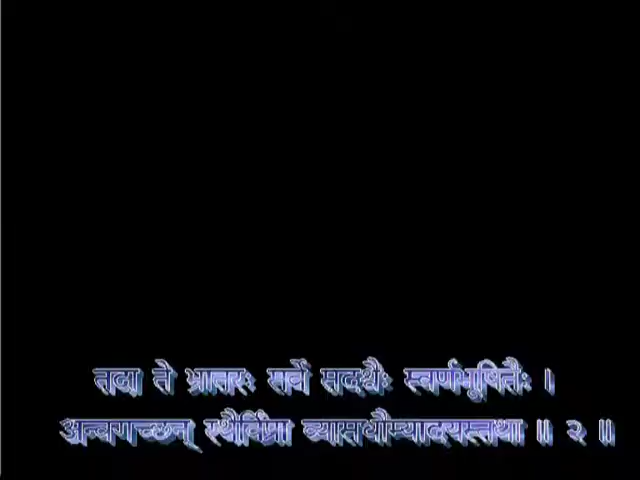 तदा ते भ्रातरः सर्वे सदश्वैः स्वर्णभूषितैः ।
अन्वगच्छन् रथैर्विप्रा व्यासधौम्यादयस्तथा ॥ २ ॥